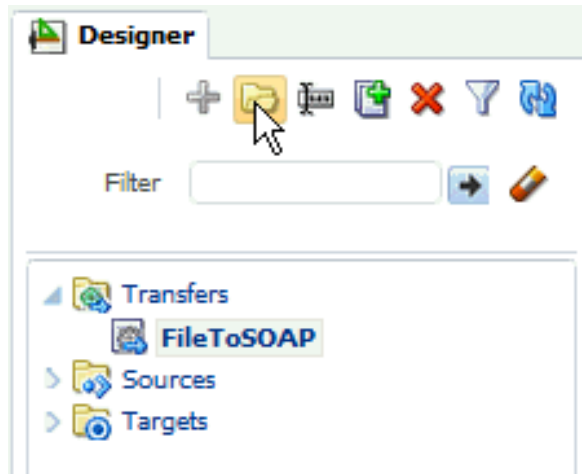 Designer
Filter
Transfers
FileToSOAP
Sources
Targets